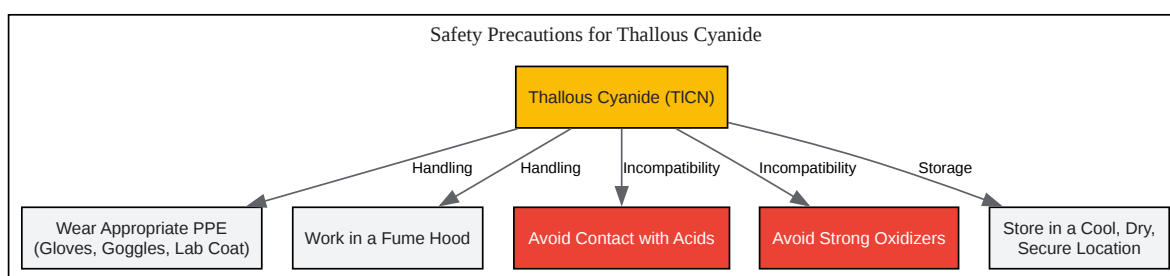 Safety Precautions for Thallous Cyanide
Thallous Cyanide (TlCN)
Handling
Handling
Incompatibility
Incompatibility
Storage
Wear Appropriate PPE
(Gloves, Goggles, Lab Coat)
Work in a Fume Hood
Avoid Contact with Acids
Avoid Strong Oxidizers
Store in a Cool, Dry,
Secure Location